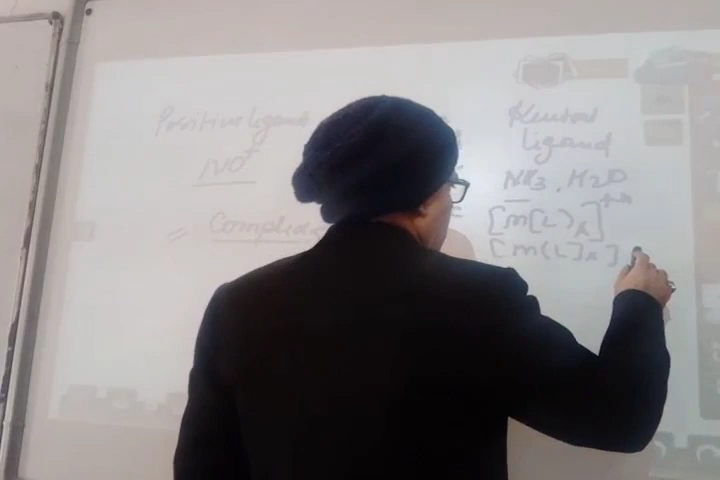 Positive ligand
NO+
= Complex
Neutral
ligand
NH3, H2O
[M(L)x]
[M(L)x]